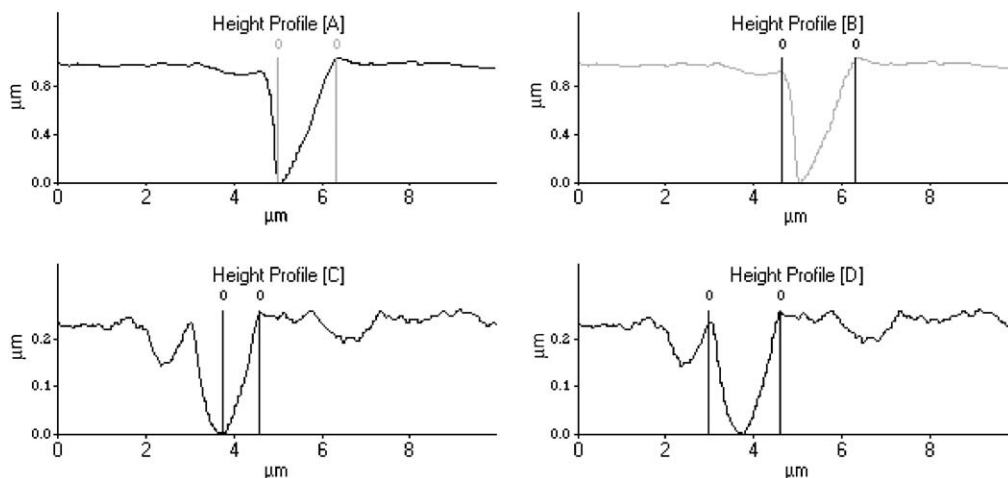 Height Profile [A]
0 0
µm
0.8
0.4
0.0
0 2 4 6 8
µm
Height Profile [B]
0 0
µm
0.8
0.4
0.0
0 2 4 6 8
µm
Height Profile [C]
0 0
µm
0.2
0.1
0.0
0 2 4 6 8
µm
Height Profile [D]
0 0
µm
0.2
0.1
0.0
0 2 4 6 8
µm